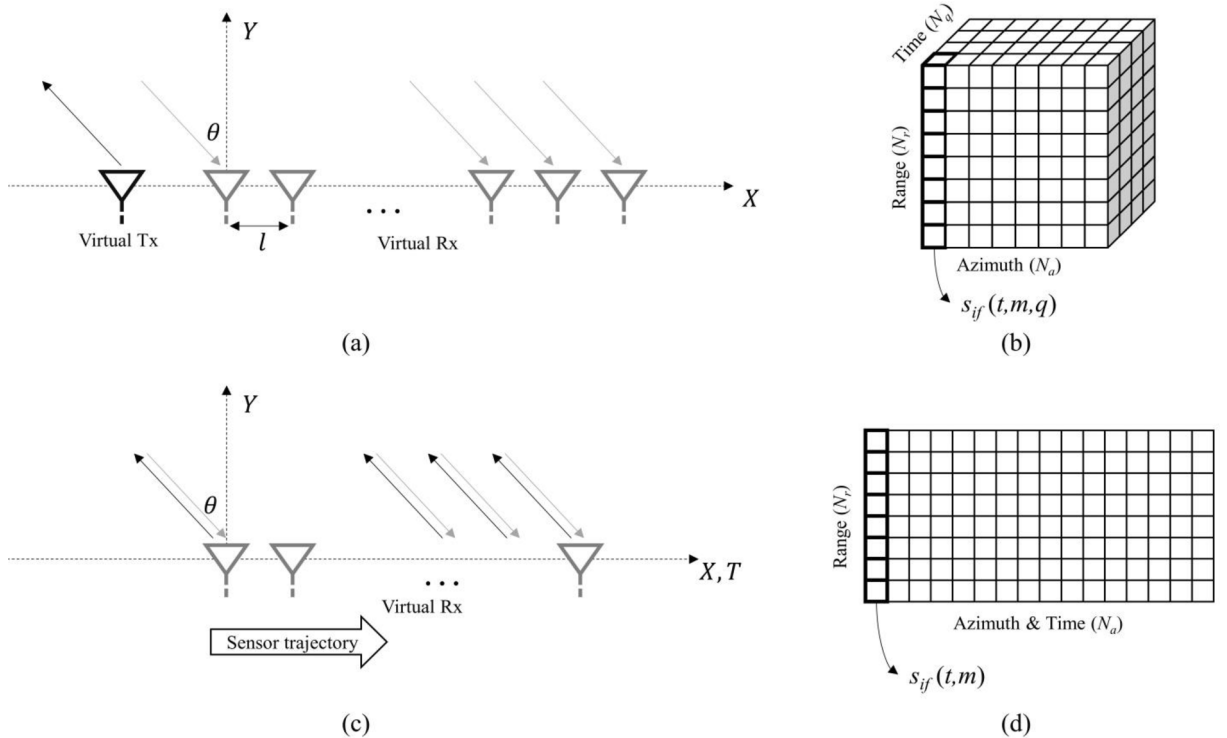 Y
θ
X
. . .
l
Virtual Tx
Virtual Rx
(a)
Time (N_q)
Range (N_r)
Azimuth (N_a)
s_if (t,m,q)
(b)
Y
θ
X, T
. . .
Virtual Rx
Sensor trajectory
(c)
Range (N_r)
Azimuth & Time (N_a)
s_if (t,m)
(d)